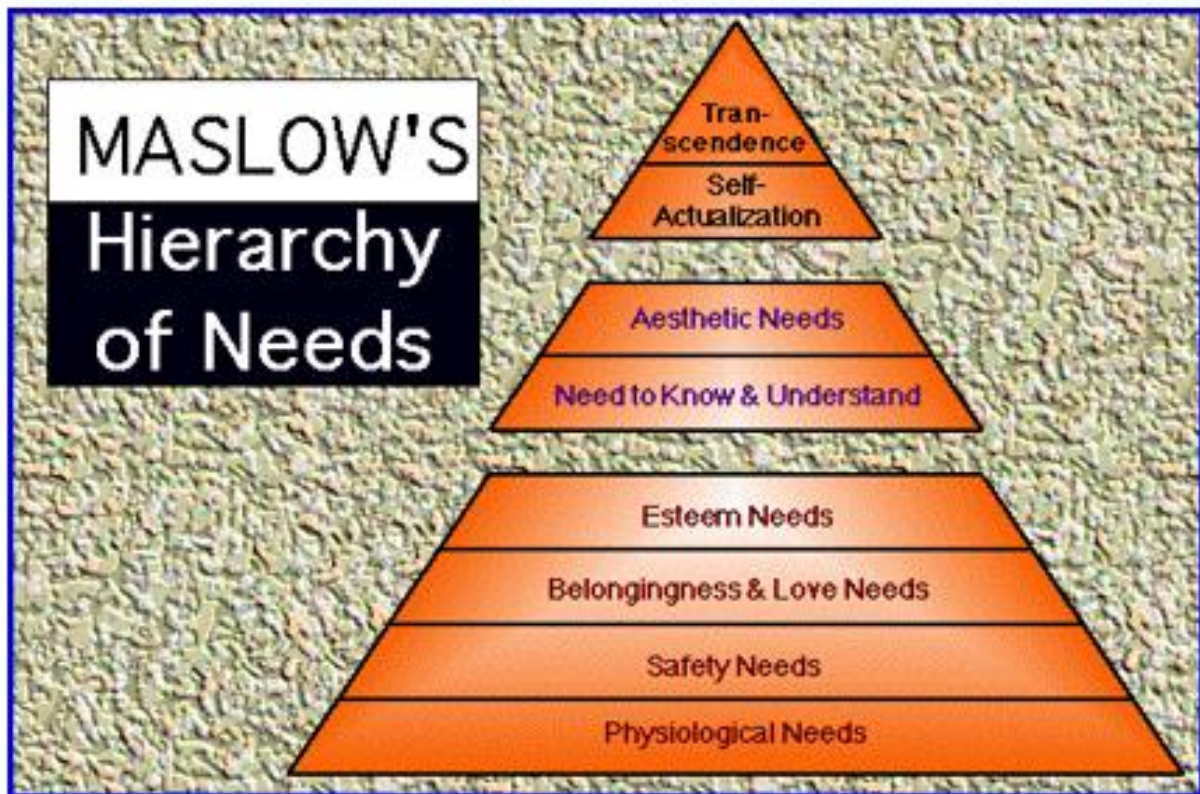 MASLOW'S
Hierarchy
of Needs
Tran-
scendence
Self-
Actualization
Aesthetic Needs
Need to Know & Understand
Esteem Needs
Belongingness & Love Needs
Safety Needs
Physiological Needs